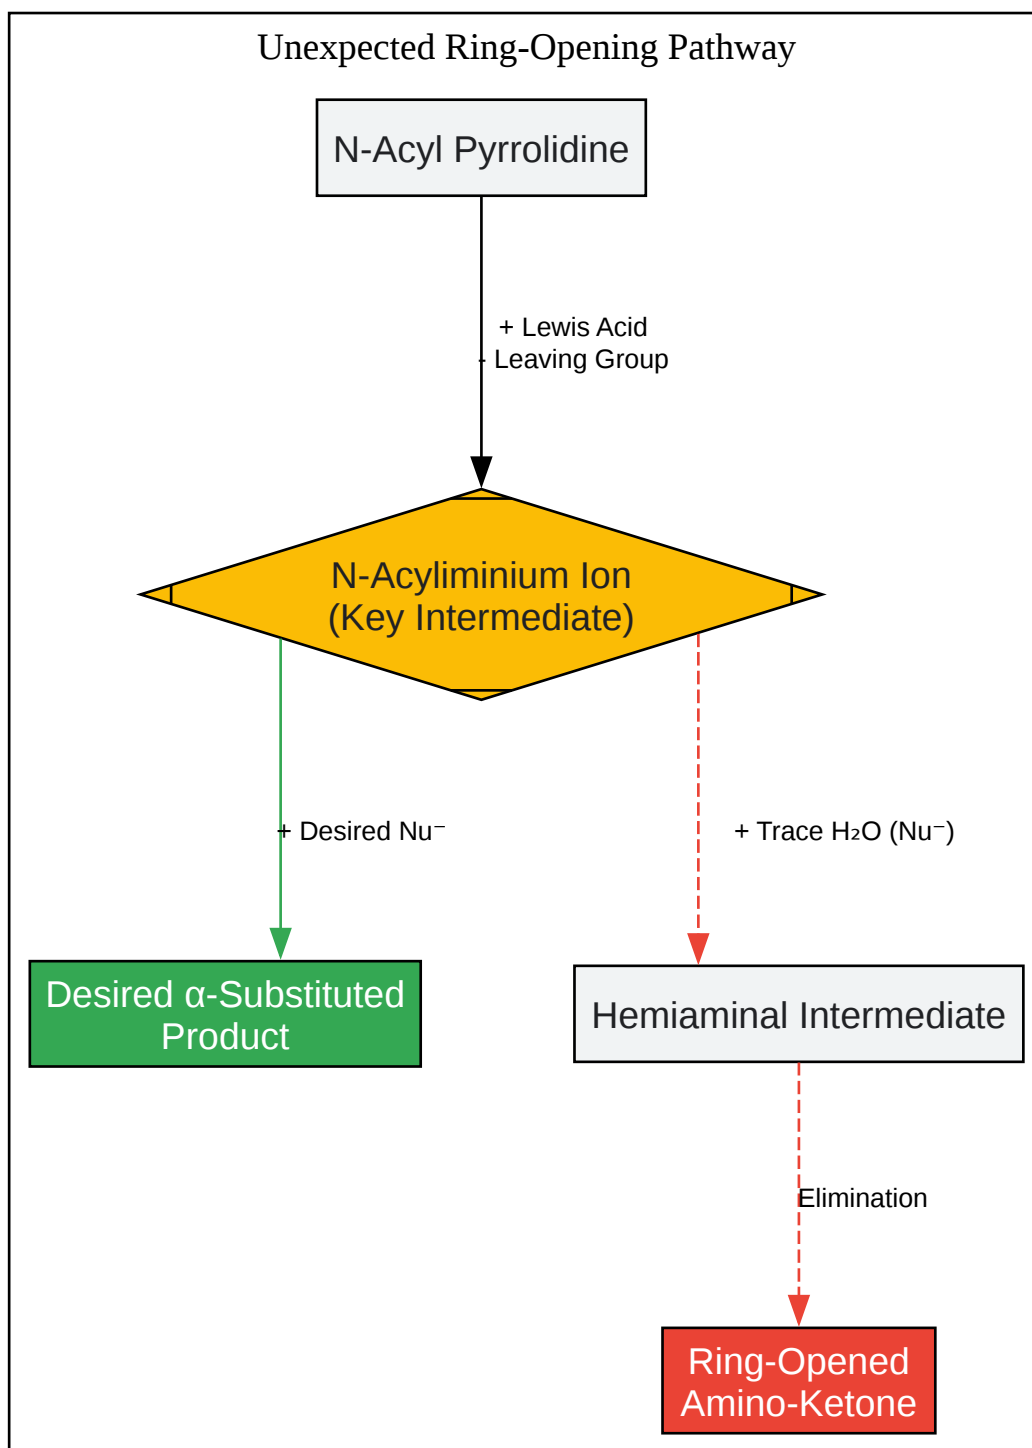 Unexpected Ring-Opening Pathway
N-Acyl Pyrrolidine
+ Lewis Acid
- Leaving Group
N-Acyliminium Ion
(Key Intermediate)
+ Desired Nu⁻
+ Trace H₂O (Nu⁻)
Desired α-Substituted
Product
Hemiaminal Intermediate
Elimination
Ring-Opened
Amino-Ketone